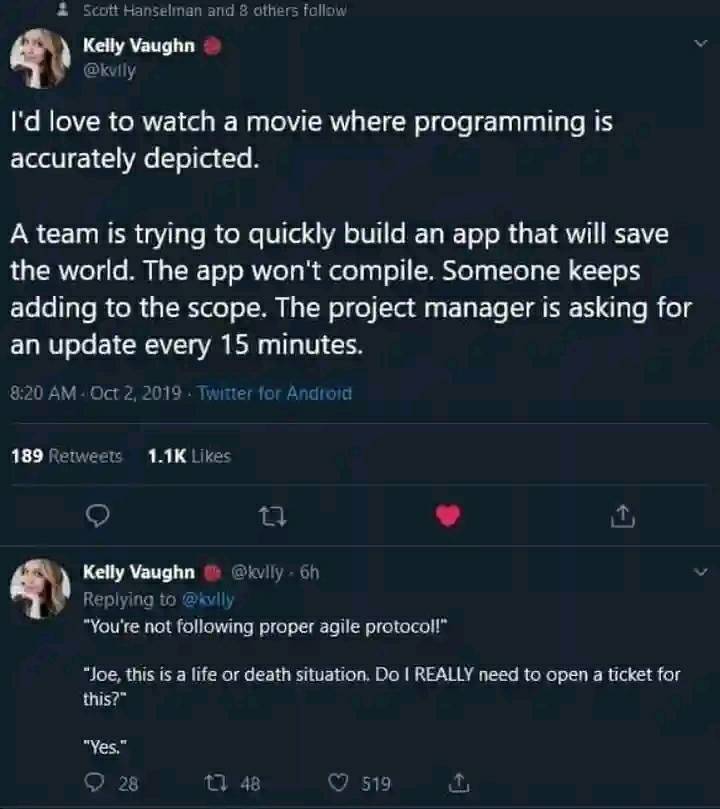 Scott Hanselman and 8 others follow
Kelly Vaughn
@kvlly
I'd love to watch a movie where programming is
accurately depicted.
A team is trying to quickly build an app that will save
the world. The app won't compile. Someone keeps
adding to the scope. The project manager is asking for
an update every 15 minutes.
8:20 AM · Oct 2, 2019 · Twitter for Android
189 Retweets 1.1K Likes
Kelly Vaughn @kvlly · 6h
Replying to @kvlly
"You're not following proper agile protocol!"
"Joe, this is a life or death situation. Do I REALLY need to open a ticket for
this?"
"Yes."
28 48 519